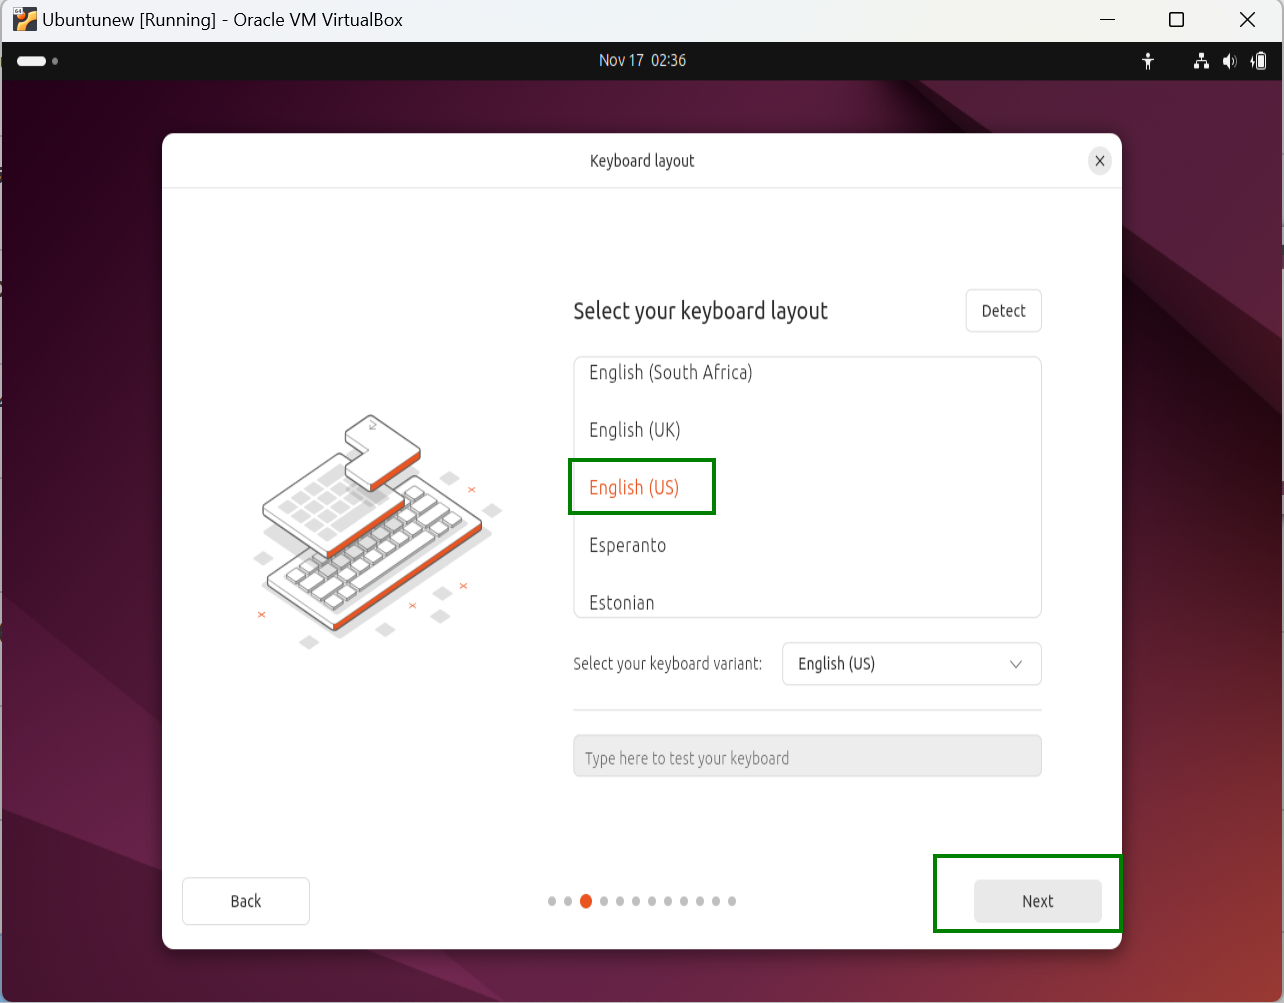 Ubuntunew [Running] - Oracle VM VirtualBox
Nov 17 02:36
Keyboard layout
Select your keyboard layout
Detect
English (South Africa)
English (UK)
English (US)
Esperanto
Estonian
Select your keyboard variant:
English (US)
Type here to test your keyboard
Back
Next